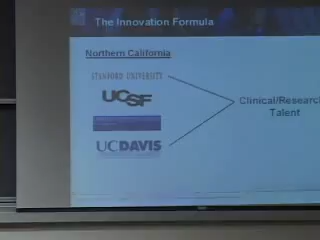 The Innovation Formula
Northern California
STANFORD UNIVERSITY
UCSF
UCDAVIS
Clinical/Research
Talent